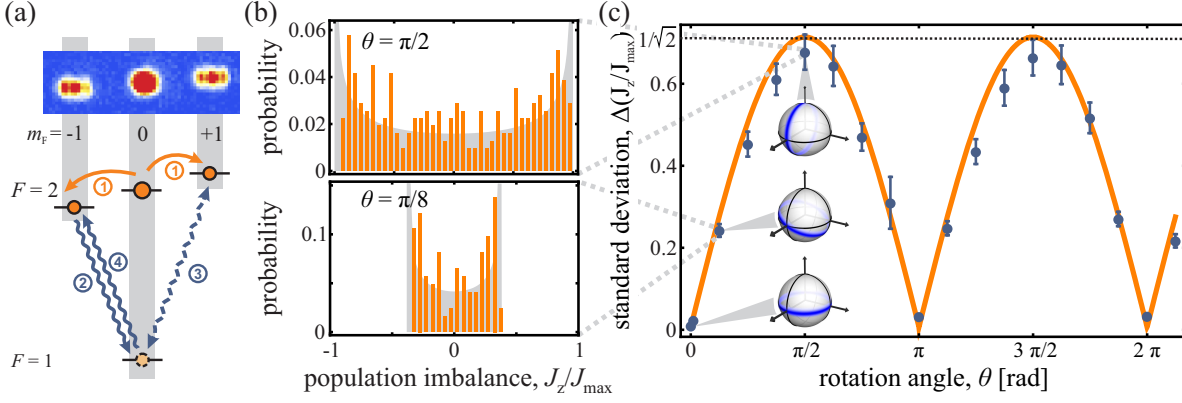 (a)
m_F = -1 0 +1
1 1
F = 2
2 4 3
F = 1
(b)
probability
0.06
0.04
0.02
0
θ = π/2
probability
0.1
0
θ = π/8
-1 0 1
population imbalance, J_z/J_max
(c)
standard deviation, Δ(J_z/J_max)
1/√2
0.6
0.4
0.2
0
0 π/2 π 3 π/2 2 π
rotation angle, θ [rad]